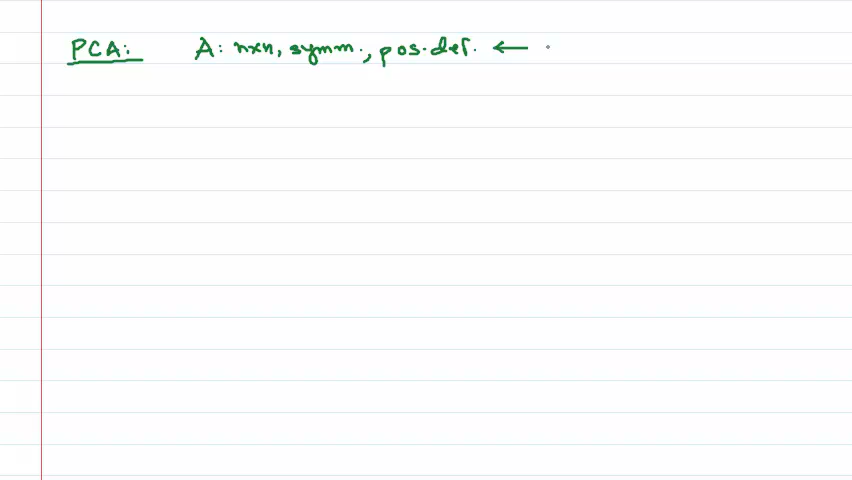 PCA: A: nxn, symm., pos.def. ←